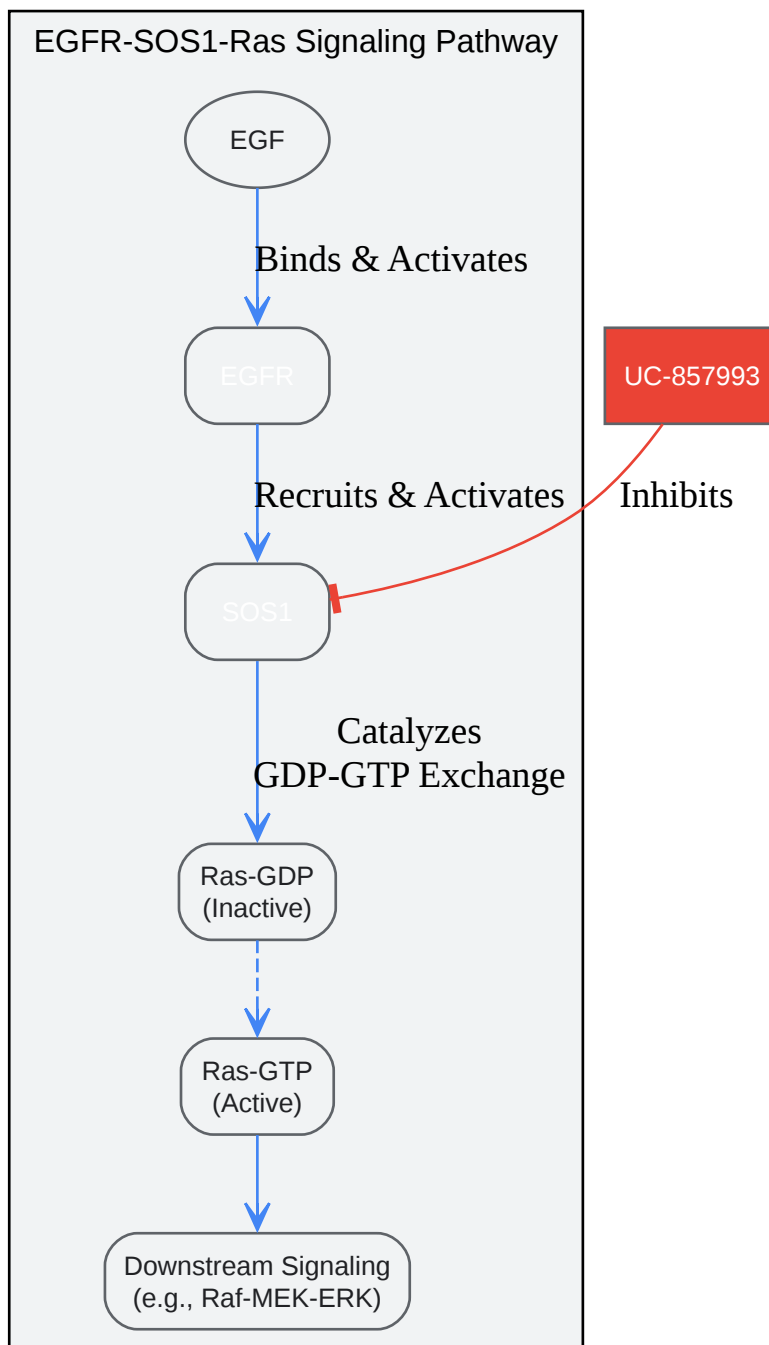 EGFR-SOS1-Ras Signaling Pathway
EGF
Binds & Activates
EGFR
UC-857993
Recruits & Activates
Inhibits
SOS1
Catalyzes
GDP-GTP Exchange
Ras-GDP
(Inactive)
Ras-GTP
(Active)
Downstream Signaling
(e.g., Raf-MEK-ERK)